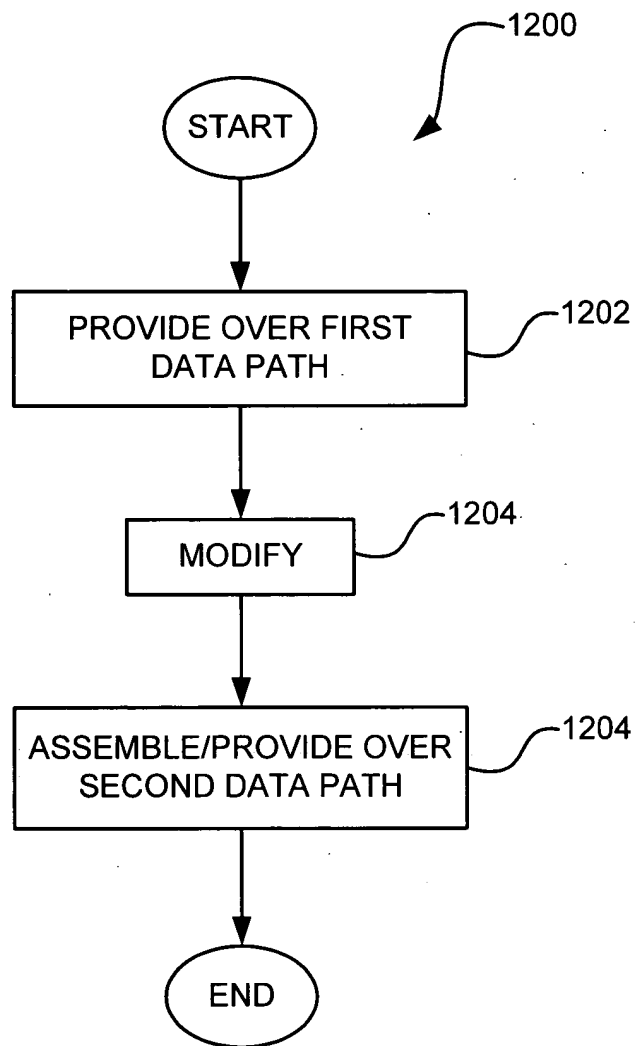 1200
START
PROVIDE OVER FIRST
DATA PATH
1202
MODIFY
1204
ASSEMBLE/PROVIDE OVER
SECOND DATA PATH
1204
END